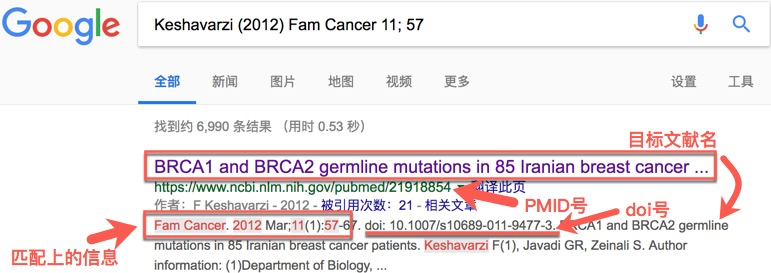 Google
Keshavarzi (2012) Fam Cancer 11; 57
全部 新闻 图片 地图 视频 更多 设置 工具
找到约 6,990 条结果 （用时 0.53 秒）
目标文献名
BRCA1 and BRCA2 germline mutations in 85 Iranian breast cancer ...
https://www.ncbi.nlm.nih.gov/pubmed/21918854 翻译此页
作者：F Keshavarzi - 2012 - 被引用次数：21 - 相关文章
PMID号
doi号
Fam Cancer. 2012 Mar;11(1):57-67. doi: 10.1007/s10689-011-9477-3. BRCA1 and BRCA2 germline
匹配上的信息
mutations in 85 Iranian breast cancer patients. Keshavarzi F(1), Javadi GR, Zeinali S. Author
information: (1)Department of Biology, ...